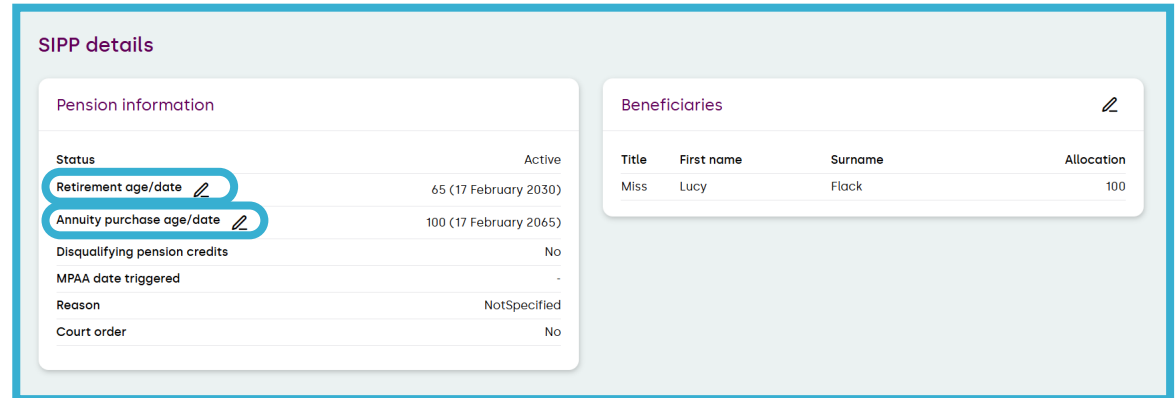 SIPP details
Pension information
Status Active
Retirement age/date 65 (17 February 2030)
Annuity purchase age/date 100 (17 February 2065)
Disqualifying pension credits No
MPAA date triggered -
Reason NotSpecified
Court order No
Beneficiaries
Title First name Surname Allocation
Miss Lucy Flack 100